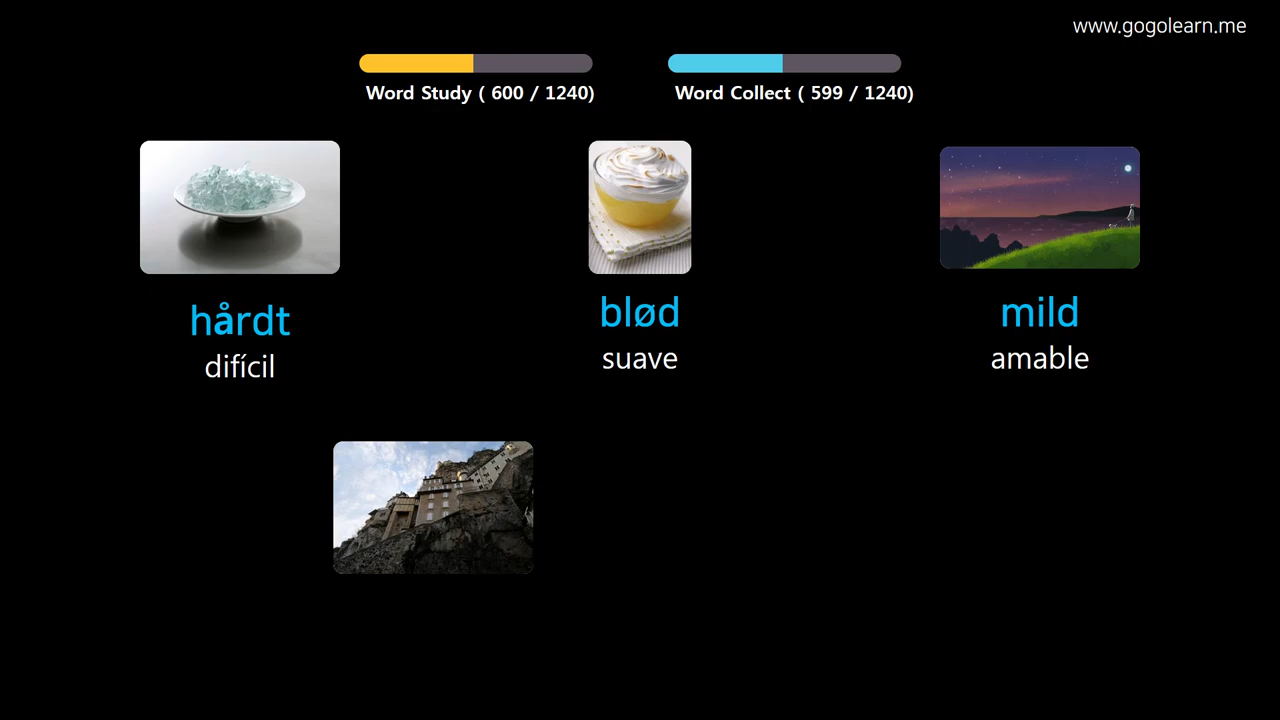 www.gogolearn.me
Word Study ( 600 / 1240)
Word Collect ( 599 / 1240)
hårdt
difícil
blød
suave
mild
amable